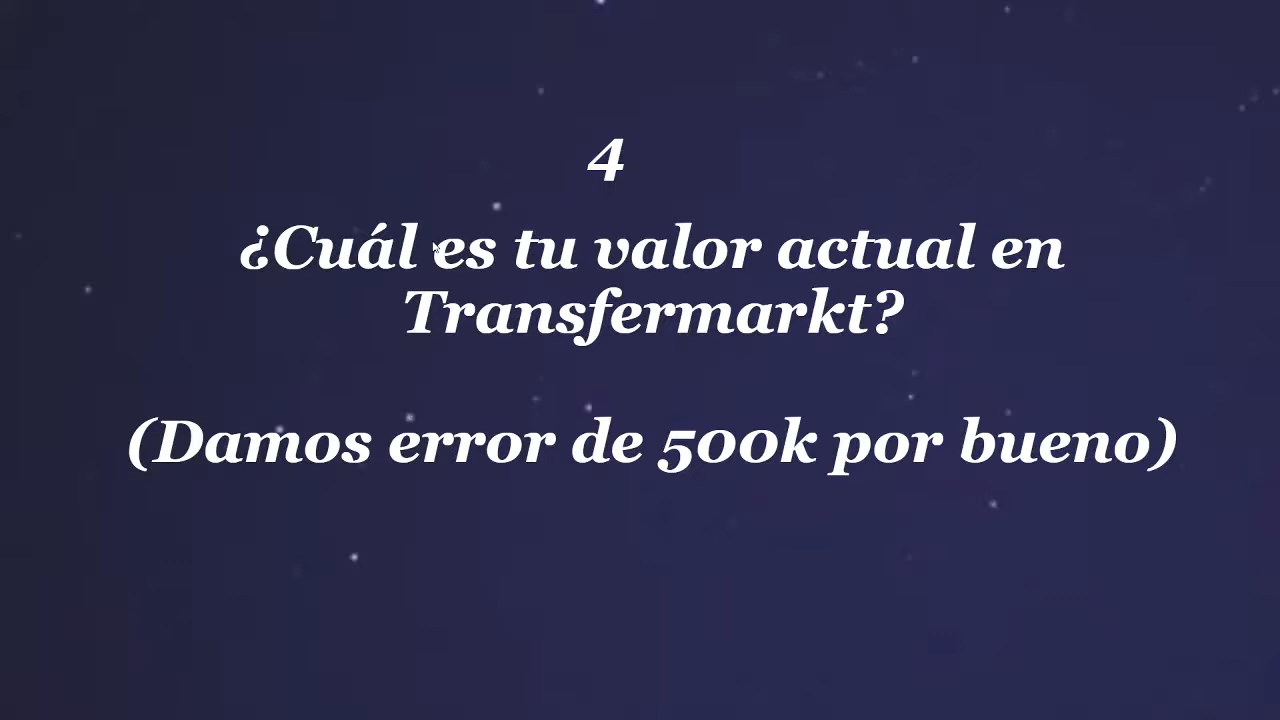 4
¿Cuál es tu valor actual en
Transfermarkt?
(Damos error de 500k por bueno)